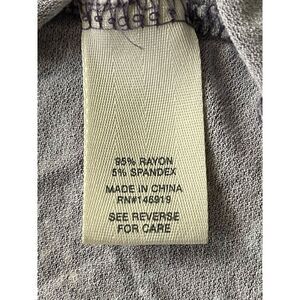 95% RAYON
5% SPANDEX
MADE IN CHINA
RN#146919
SEE REVERSE
FOR CARE